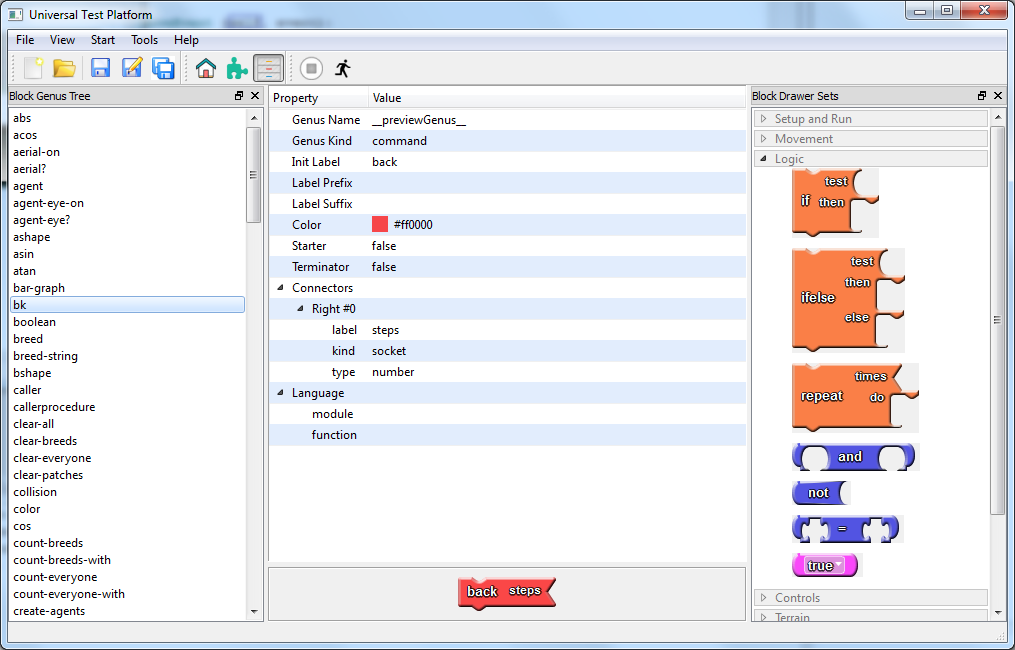 Universal Test Platform
File View Start Tools Help
Block Genus Tree
abs
acos
aerial-on
aerial?
agent
agent-eye-on
agent-eye?
ashape
asin
atan
bar-graph
bk
boolean
breed
breed-string
bshape
caller
callerprocedure
clear-all
clear-breeds
clear-everyone
clear-patches
collision
color
cos
count-breeds
count-breeds-with
count-everyone
count-everyone-with
create-agents
Property Value
Genus Name __previewGenus__
Genus Kind command
Init Label back
Label Prefix
Label Suffix
Color #ff0000
Starter false
Terminator false
Connectors
Right #0
label steps
kind socket
type number
Language
module
function
back steps
Block Drawer Sets
Setup and Run
Movement
Logic
test
if then
test
then
ifelse
else
times
repeat do
and
not
=
true
Controls
Terrain